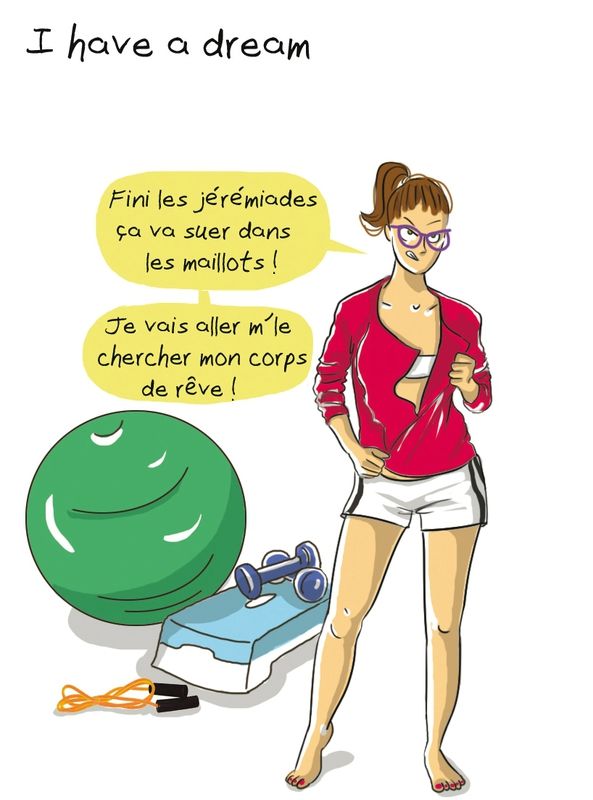 I have a dream
Fini les jérémiades
ça va suer dans
les maillots !
Je vais aller m'le
chercher mon corps
de rêve !